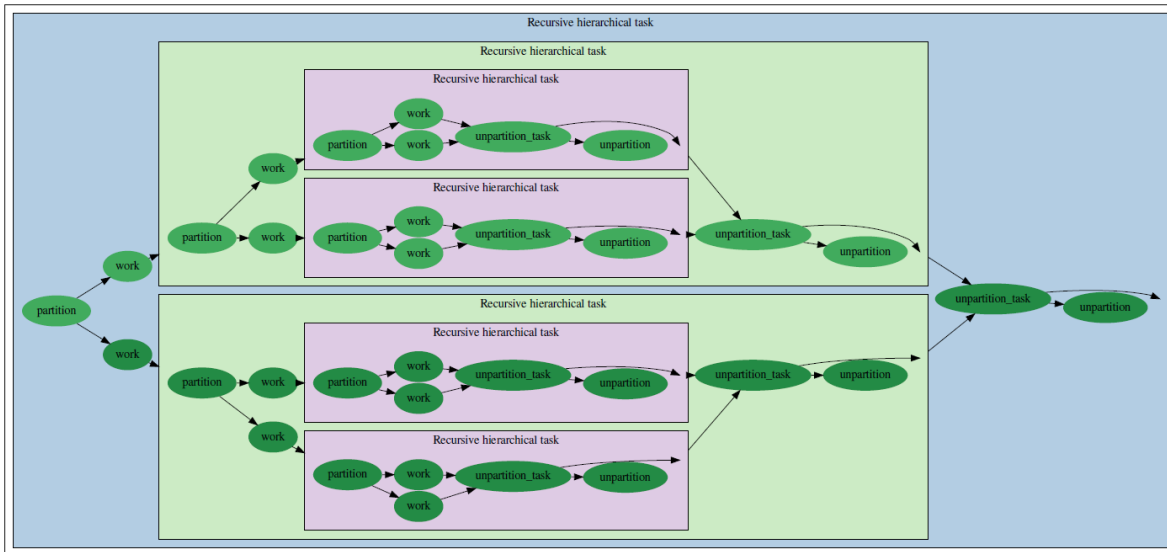 Recursive hierarchical task
Recursive hierarchical task
Recursive hierarchical task
work
partition
work
unpartition_task
unpartition
work
Recursive hierarchical task
partition
work
partition
work
work
unpartition_task
unpartition
unpartition_task
unpartition
work
partition
unpartition_task
unpartition
work
Recursive hierarchical task
Recursive hierarchical task
partition
work
partition
work
work
unpartition_task
unpartition
unpartition_task
unpartition
work
Recursive hierarchical task
partition
work
work
unpartition_task
unpartition